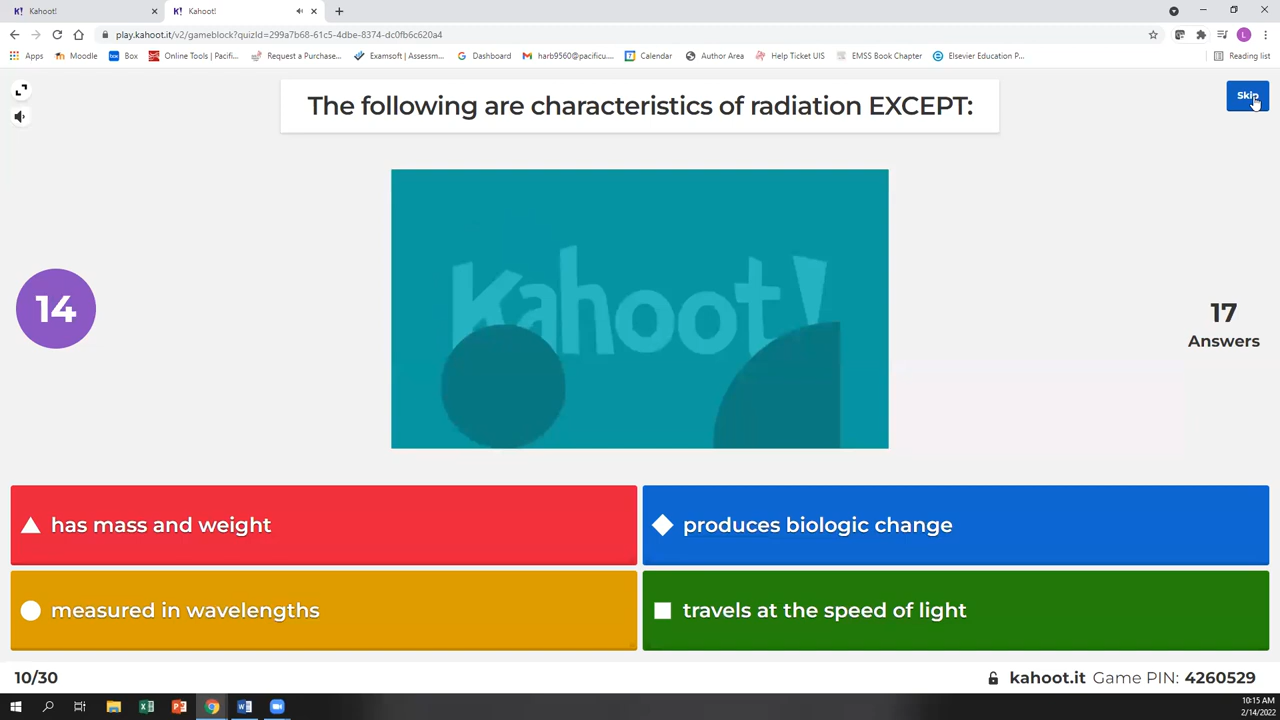 K! Kahoot!
K! Kahoot!
play.kahoot.it/v2/gameblock?quizId=299a7b68-61c5-4dbe-8374-dc0fb6c620a4
Apps Moodle Box Online Tools | Pacifi... Request a Purchase... Examsoft | Assessm... Dashboard harb9560@pacificu... Calendar Author Area Help Ticket UIS EMSS Book Chapter Elsevier Education P... Reading list
The following are characteristics of radiation EXCEPT:
Skip
Kahoot!
14
17
Answers
has mass and weight
produces biologic change
measured in wavelengths
travels at the speed of light
10/30
kahoot.it Game PIN: 4260529
10:15 AM
2/14/2022